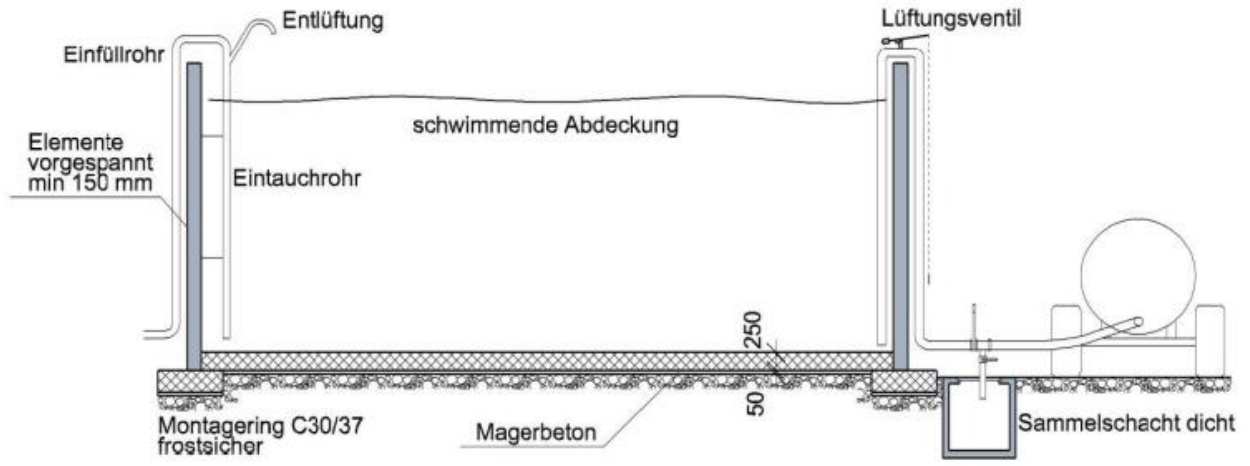 Entlüftung
Lüftungsventil
Einfüllrohr
schwimmende Abdeckung
Elemente
vorgespannt
min 150 mm
Eintauchrohr
250
50
Montagering C30/37
frostsicher
Magerbeton
Sammelschacht dicht